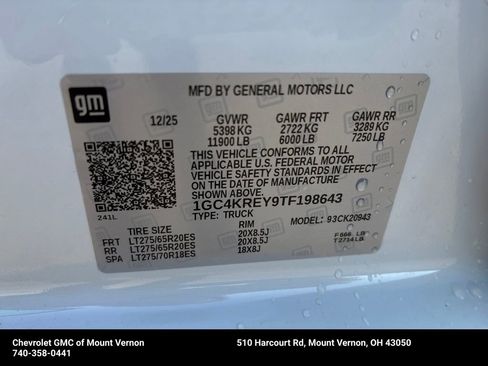 gm
MFD BY GENERAL MOTORS LLC
12/25 GVWR GAWR FRT GAWR RR
5398 KG 2722 KG 3289 KG
11900 LB 6000 LB 7250 LB
THIS VEHICLE CONFORMS TO ALL
APPLICABLE U.S. FEDERAL MOTOR
VEHICLE SAFETY STANDARDS IN EFFECT ON
THE DATE OF MANUFACTURE SHOWN ABOVE.
1GC4KREY9TF198643
TYPE: TRUCK MODEL: 93CK20943
241L
TIRE SIZE RIM
FRT LT275/65R20ES 20X8.5J F 666 LB
RR LT275/65R20ES 20X8.5J T 2714 LB
SPA LT275/70R18ES 18X8J
Chevrolet GMC of Mount Vernon 510 Harcourt Rd, Mount Vernon, OH 43050
740-358-0441